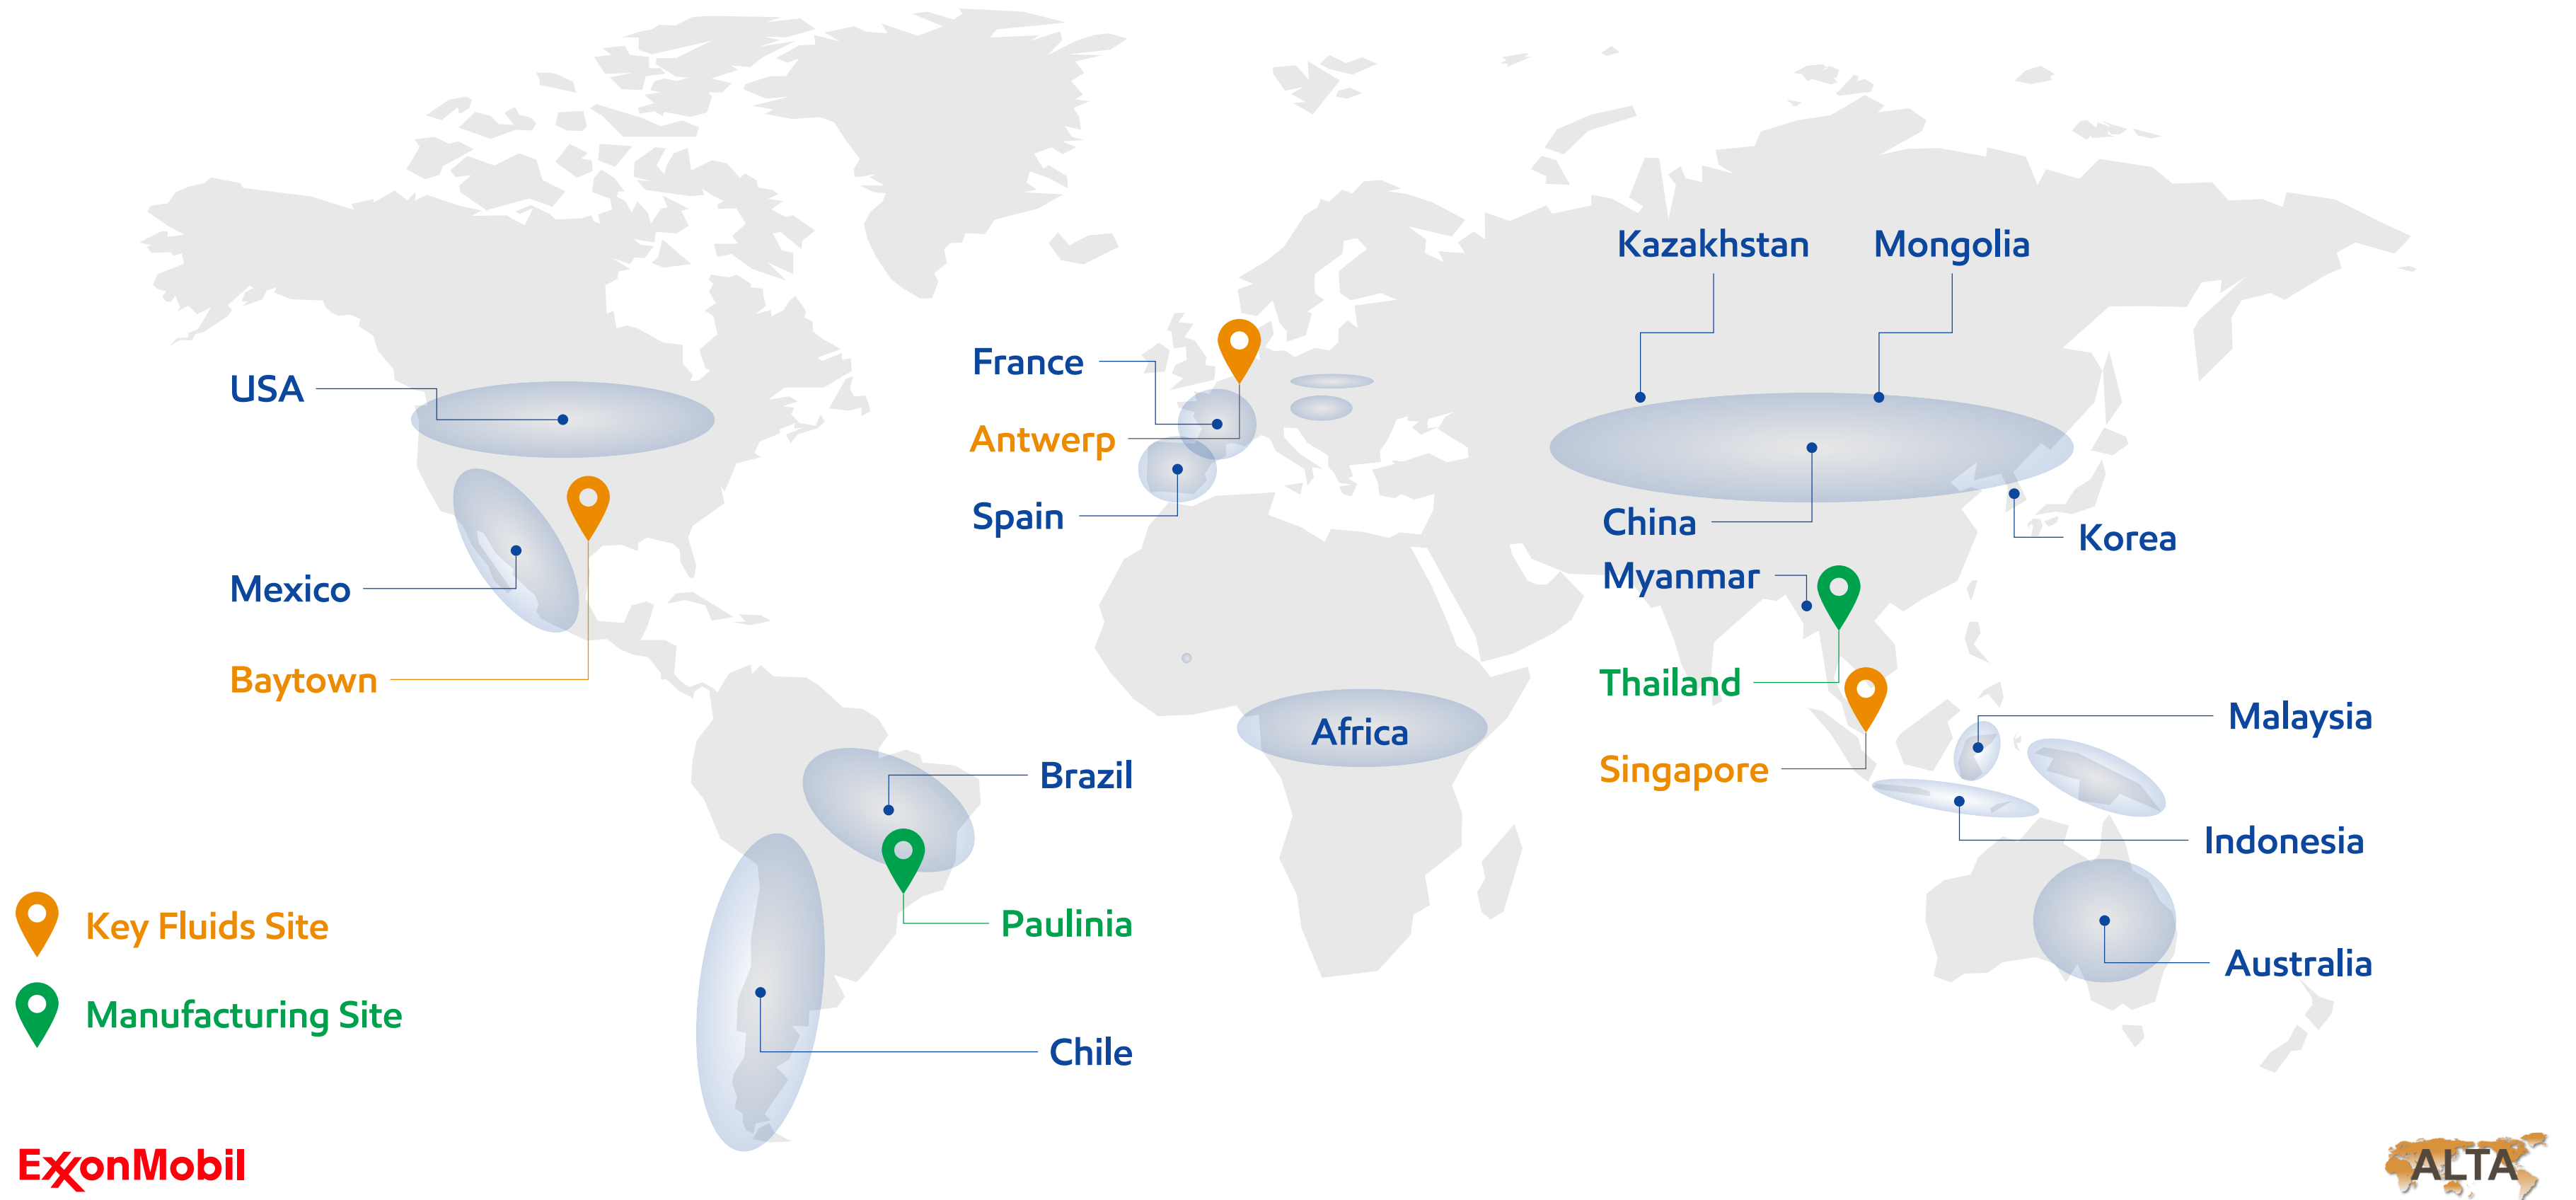 Kazakhstan
Mongolia
USA
France
Antwerp
Spain
China
Korea
Myanmar
Mexico
Baytown
Thailand
Malaysia
Africa
Singapore
Brazil
Indonesia
Key Fluids Site
Paulinia
Australia
Manufacturing Site
Chile
ExxonMobil
ALTA